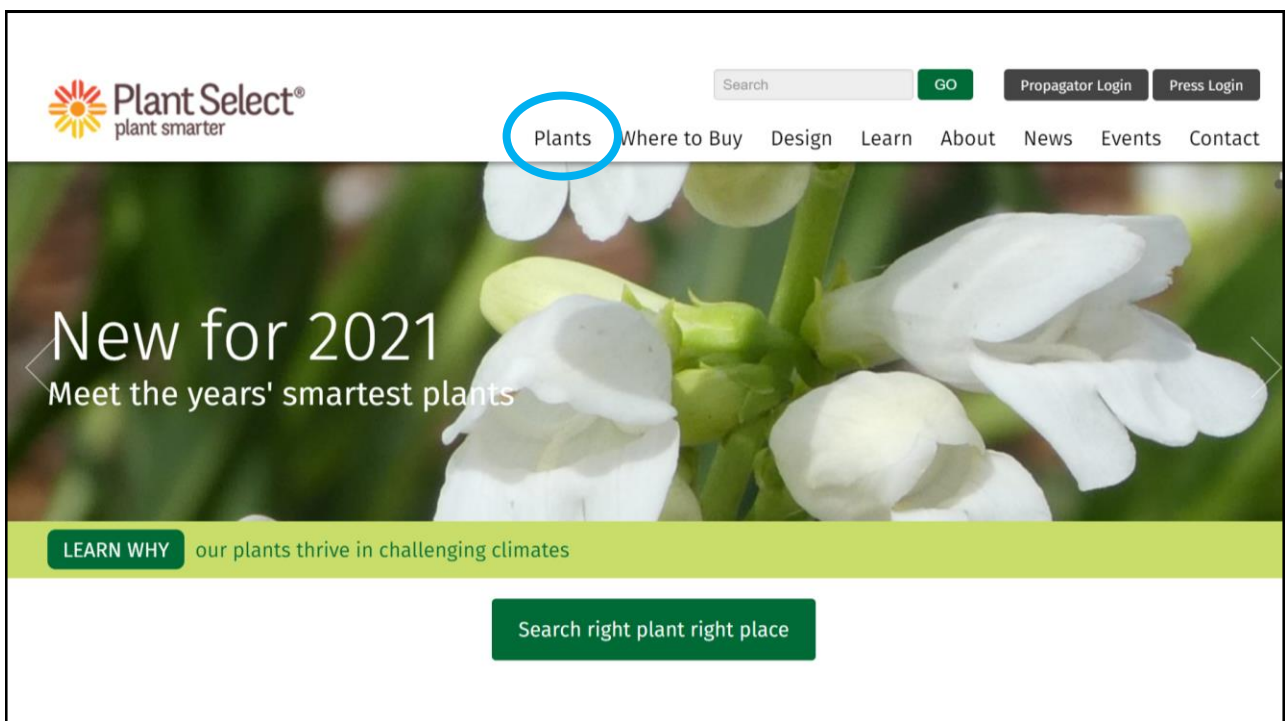 Plant Select®
plant smarter
Search
GO
Propagator Login
Press Login
Plants Where to Buy Design Learn About News Events Contact
New for 2021
Meet the years' smartest plants
LEARN WHY our plants thrive in challenging climates
Search right plant right place